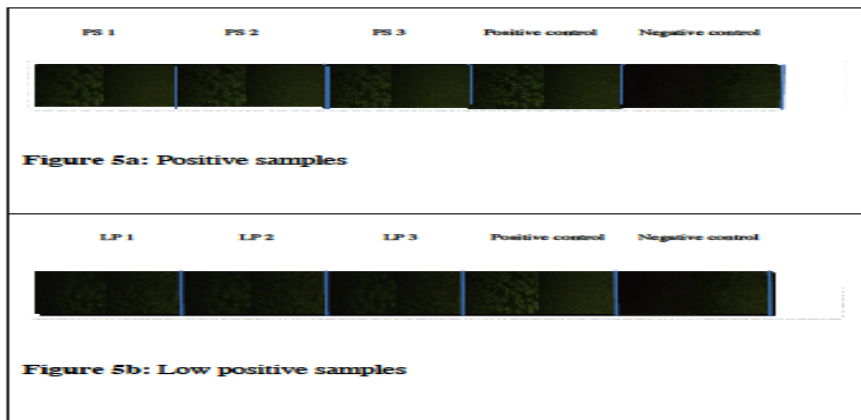 PS 1 PS 2 PS 3 Positive control Negative control
Figure 5a: Positive samples
LP 1 LP 2 LP 3 Positive control Negative control
Figure 5b: Low positive samples